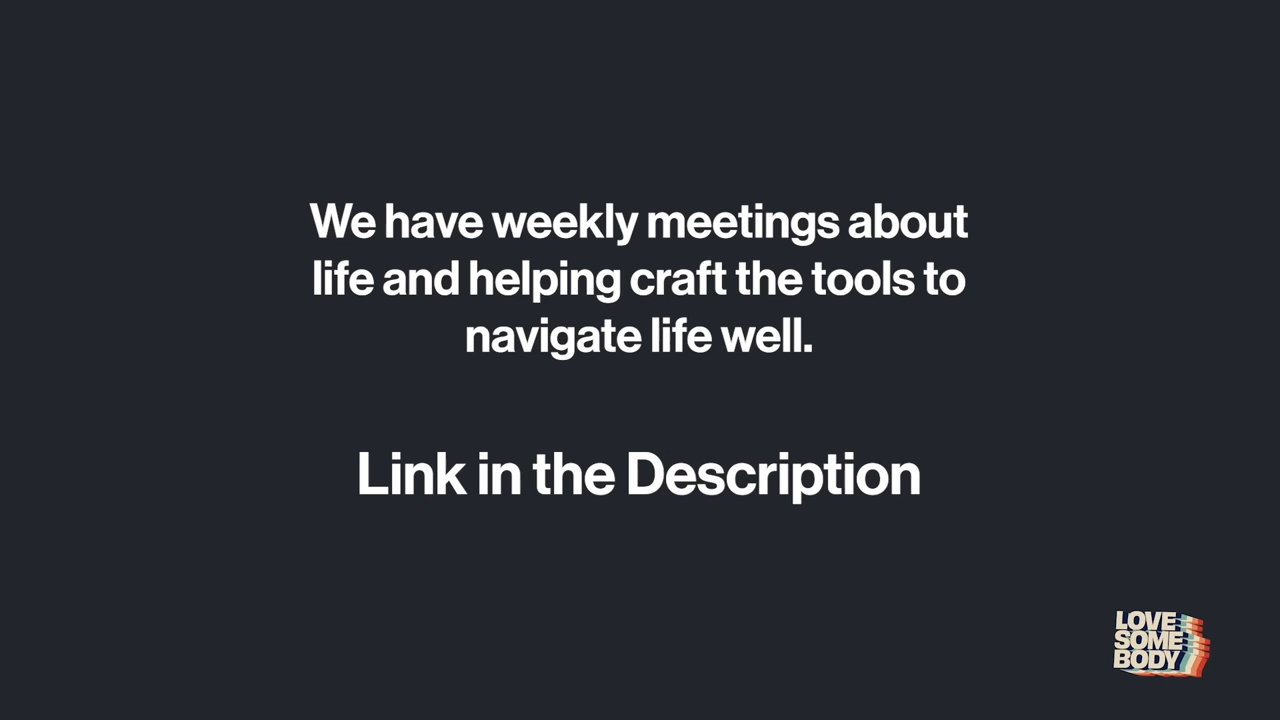 We have weekly meetings about
life and helping craft the tools to
navigate life well.
Link in the Description
LOVE
SOME
BODY